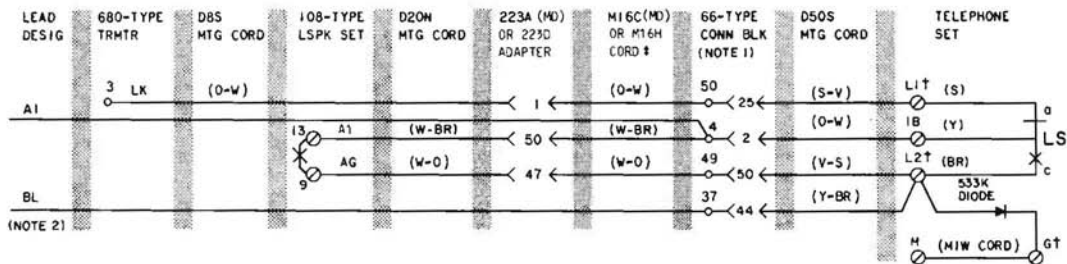 LEAD DESIG
680-TYPE TRMTR
D8S MTG CORD
108-TYPE LSPK SET
D20N MTG CORD
223A (MD) OR 223D ADAPTER
M16C (MD) OR M16H CORD ‡
66-TYPE CONN BLK (NOTE 1)
D50S MTG CORD
TELEPHONE SET
3 LK (O-W) 1 (O-W) 50 25 (S-V) L1† (S)
A1 a
13 A1 (W-BR) 50 (W-BR) 4 2 (O-W) 1B (Y) LS
9 AG (W-O) 47 (W-O) 49 50 (V-S) L2† (BR) c
BL 37 44 (Y-BR) 533K DIODE
(NOTE 2) M (MIW CORD) G†